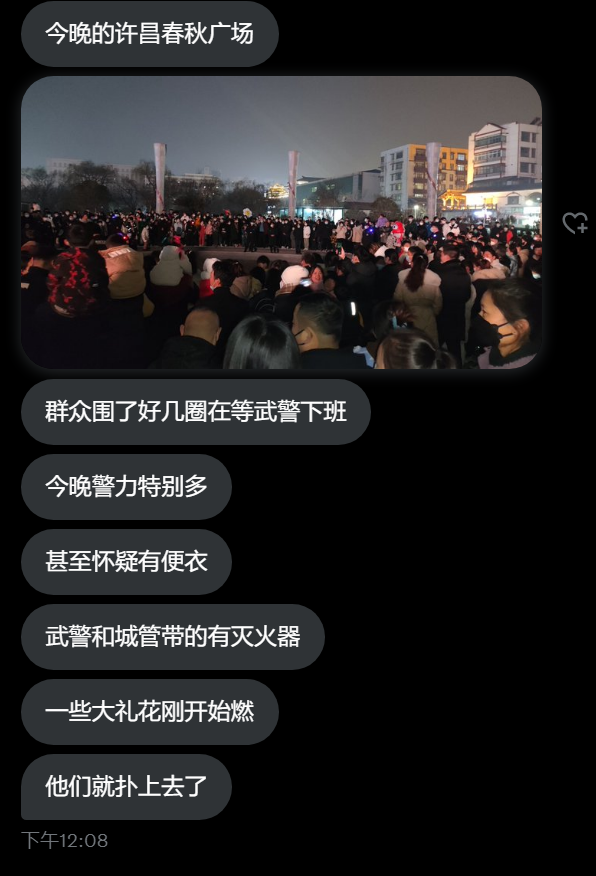 今晚的许昌春秋广场
群众围了好几圈在等武警下班
今晚警力特别多
甚至怀疑有便衣
武警和城管带的有灭火器
一些大礼花刚开始燃
他们就扑上去了
下午12:08